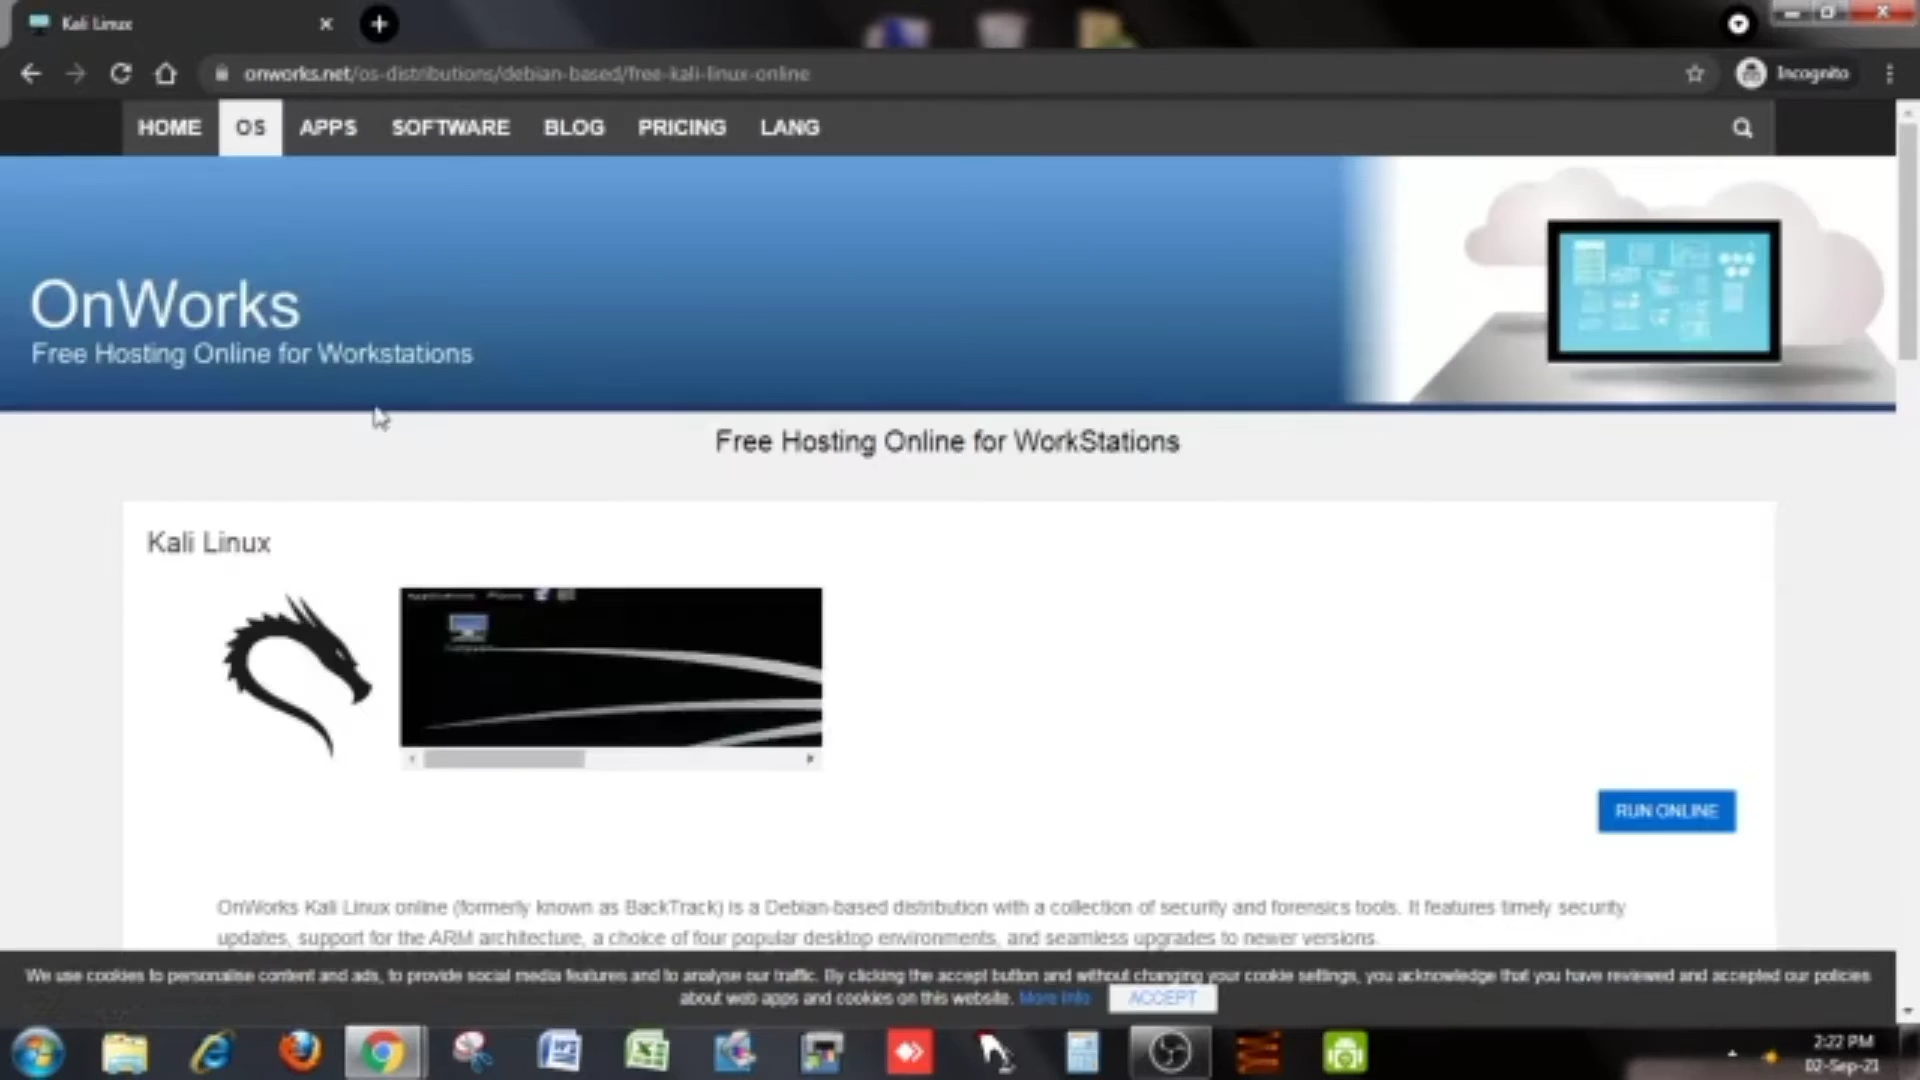 Kali Linux
onworks.net/os-distributions/debian-based/free-kali-linux-online
Incognito
HOME OS APPS SOFTWARE BLOG PRICING LANG
OnWorks
Free Hosting Online for Workstations
Free Hosting Online for WorkStations
Kali Linux
RUN ONLINE
OnWorks Kali Linux online (formerly known as BackTrack) is a Debian-based distribution with a collection of security and forensics tools. It features timely security
updates, support for the ARM architecture, a choice of four popular desktop environments, and seamless upgrades to newer versions.
We use cookies to personalise content and ads, to provide social media features and to analyse our traffic. By clicking the accept button and without changing your cookie settings, you acknowledge that you have reviewed and accepted our policies
about web apps and cookies on this website. More Info ACCEPT
2:22 PM
02-Sep-21